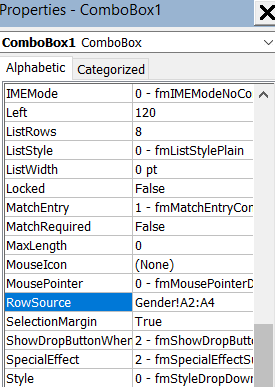 Properties - ComboBox1
ComboBox1 ComboBox
Alphabetic Categorized
IMEMode 0 - fmIMEModeNoCo
Left 120
ListRows 8
ListStyle 0 - fmListStylePlain
ListWidth 0 pt
Locked False
MatchEntry 1 - fmMatchEntryCon
MatchRequired False
MaxLength 0
MouseIcon (None)
MousePointer 0 - fmMousePointerD
RowSource Gender!A2:A4
SelectionMargin True
ShowDropButtonWhen 2 - fmShowDropButt
SpecialEffect 2 - fmSpecialEffectSu
Style 0 - fmStyleDropDown